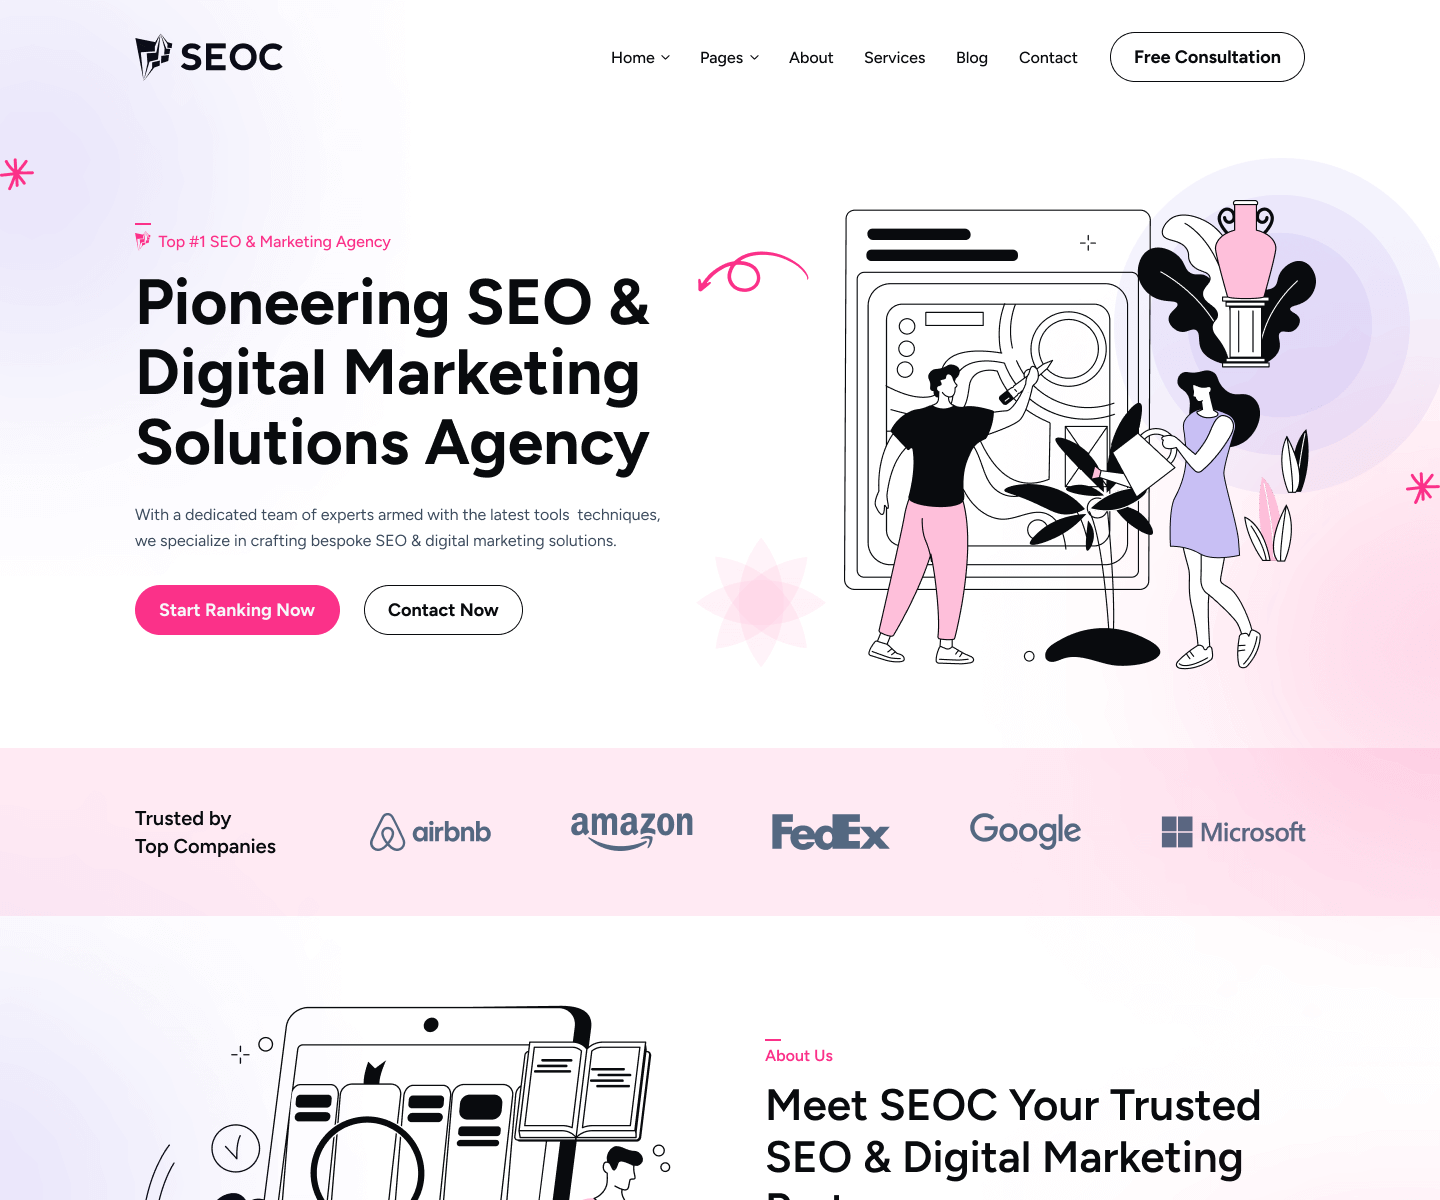 SEOC
Home
Pages
About
Services
Blog
Contact
Free Consultation
Top #1 SEO & Marketing Agency
Pioneering SEO &
Digital Marketing
Solutions Agency
With a dedicated team of experts armed with the latest tools  techniques,
we specialize in crafting bespoke SEO & digital marketing solutions.
Start Ranking Now
Contact Now
Trusted by
Top Companies
airbnb
amazon
FedEx
Google
Microsoft
About Us
Meet SEOC Your Trusted
SEO & Digital Marketing